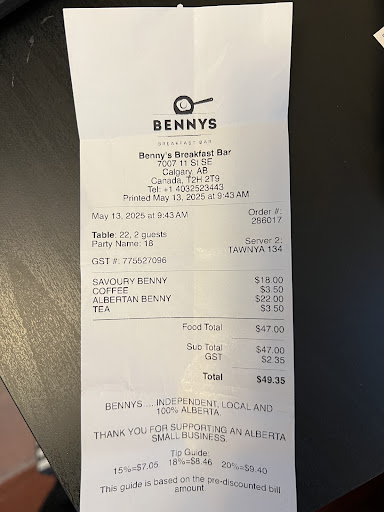 BENNYS
BREAKFAST BAR
Benny's Breakfast Bar
7007 11 St SE
Calgary, AB
Canada, T2H 2T9
Tel: +1 4032523443
Printed May 13, 2025 at 9:43 AM
May 13, 2025 at 9:43 AM Order #: 286017
Table: 22, 2 guests
Party Name: 18 Server 2: TAWNYA 134
GST #: 775527096
SAVOURY BENNY $18.00
COFFEE $3.50
ALBERTAN BENNY $22.00
TEA $3.50
Food Total $47.00
Sub Total $47.00
GST $2.35
Total $49.35
BENNYS .... INDEPENDENT, LOCAL AND
100% ALBERTA.
THANK YOU FOR SUPPORTING AN ALBERTA
SMALL BUSINESS.
Tip Guide:
15%=$7.05 18%=$8.46 20%=$9.40
This guide is based on the pre-discounted bill
amount.